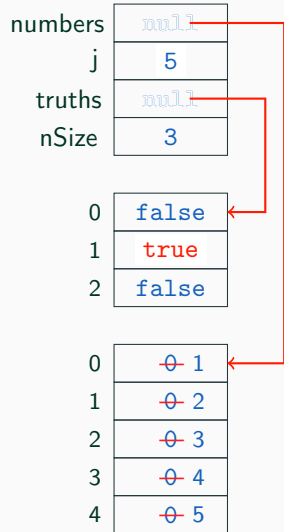 numbers null
j 5
truths null
nSize 3
0 false
1 true
2 false
0 0 1
1 0 2
2 0 3
3 0 4
4 0 5